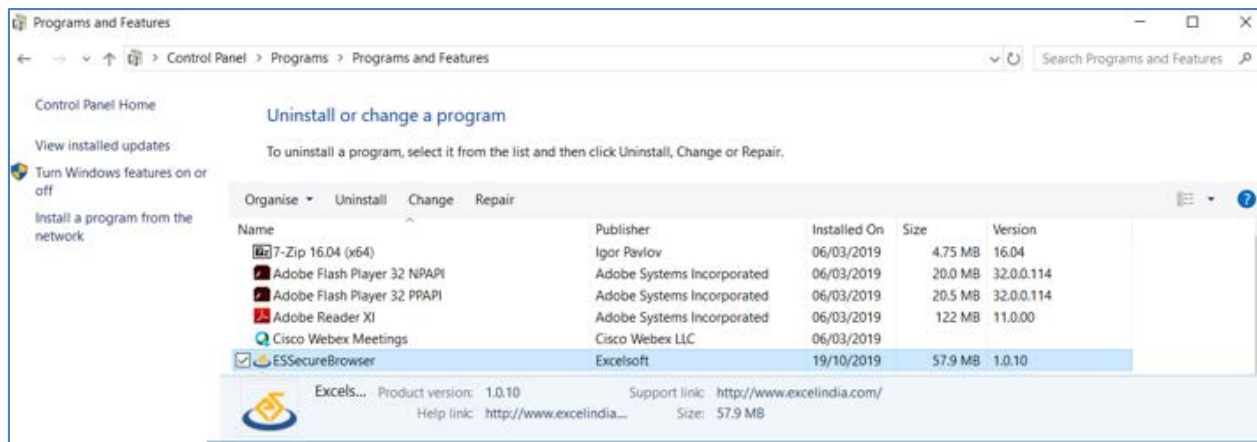 Programs and Features
Control Panel > Programs > Programs and Features
Search Programs and Features
Control Panel Home
View installed updates
Turn Windows features on or
off
Install a program from the
network
Uninstall or change a program
To uninstall a program, select it from the list and then click Uninstall, Change or Repair.
Organise Uninstall Change Repair
Name Publisher Installed On Size Version
7-Zip 16.04 (x64) Igor Pavlov 06/03/2019 4.75 MB 16.04
Adobe Flash Player 32 NPAPI Adobe Systems Incorporated 06/03/2019 20.0 MB 32.0.0.114
Adobe Flash Player 32 PPAPI Adobe Systems Incorporated 06/03/2019 20.5 MB 32.0.0.114
Adobe Reader XI Adobe Systems Incorporated 06/03/2019 122 MB 11.0.00
Cisco Webex Meetings Cisco Webex LLC 06/03/2019
ESSecureBrowser Excelsoft 19/10/2019 57.9 MB 1.0.10
Excels... Product version: 1.0.10 Support link: http://www.excelindia.com/
Help link: http://www.excelindia.... Size: 57.9 MB